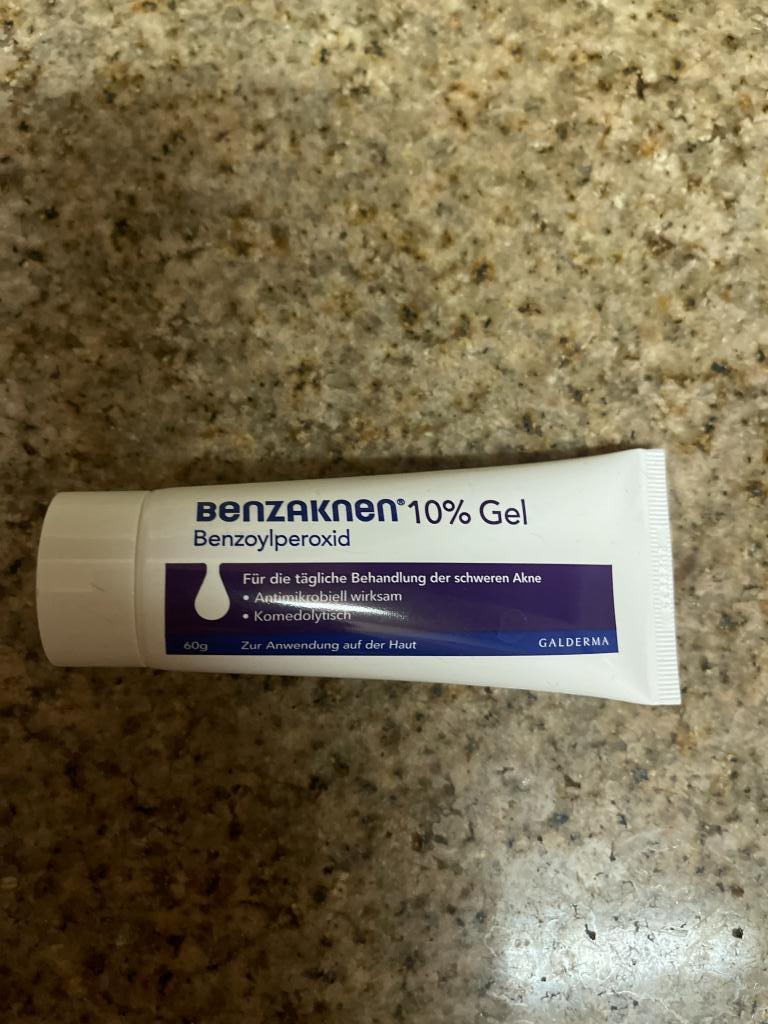 BENZAKNEN® 10% Gel
Benzoylperoxid
Für die tägliche Behandlung der schweren Akne
• Antimikrobiell wirksam
• Komedolytisch
60g Zur Anwendung auf der Haut GALDERMA